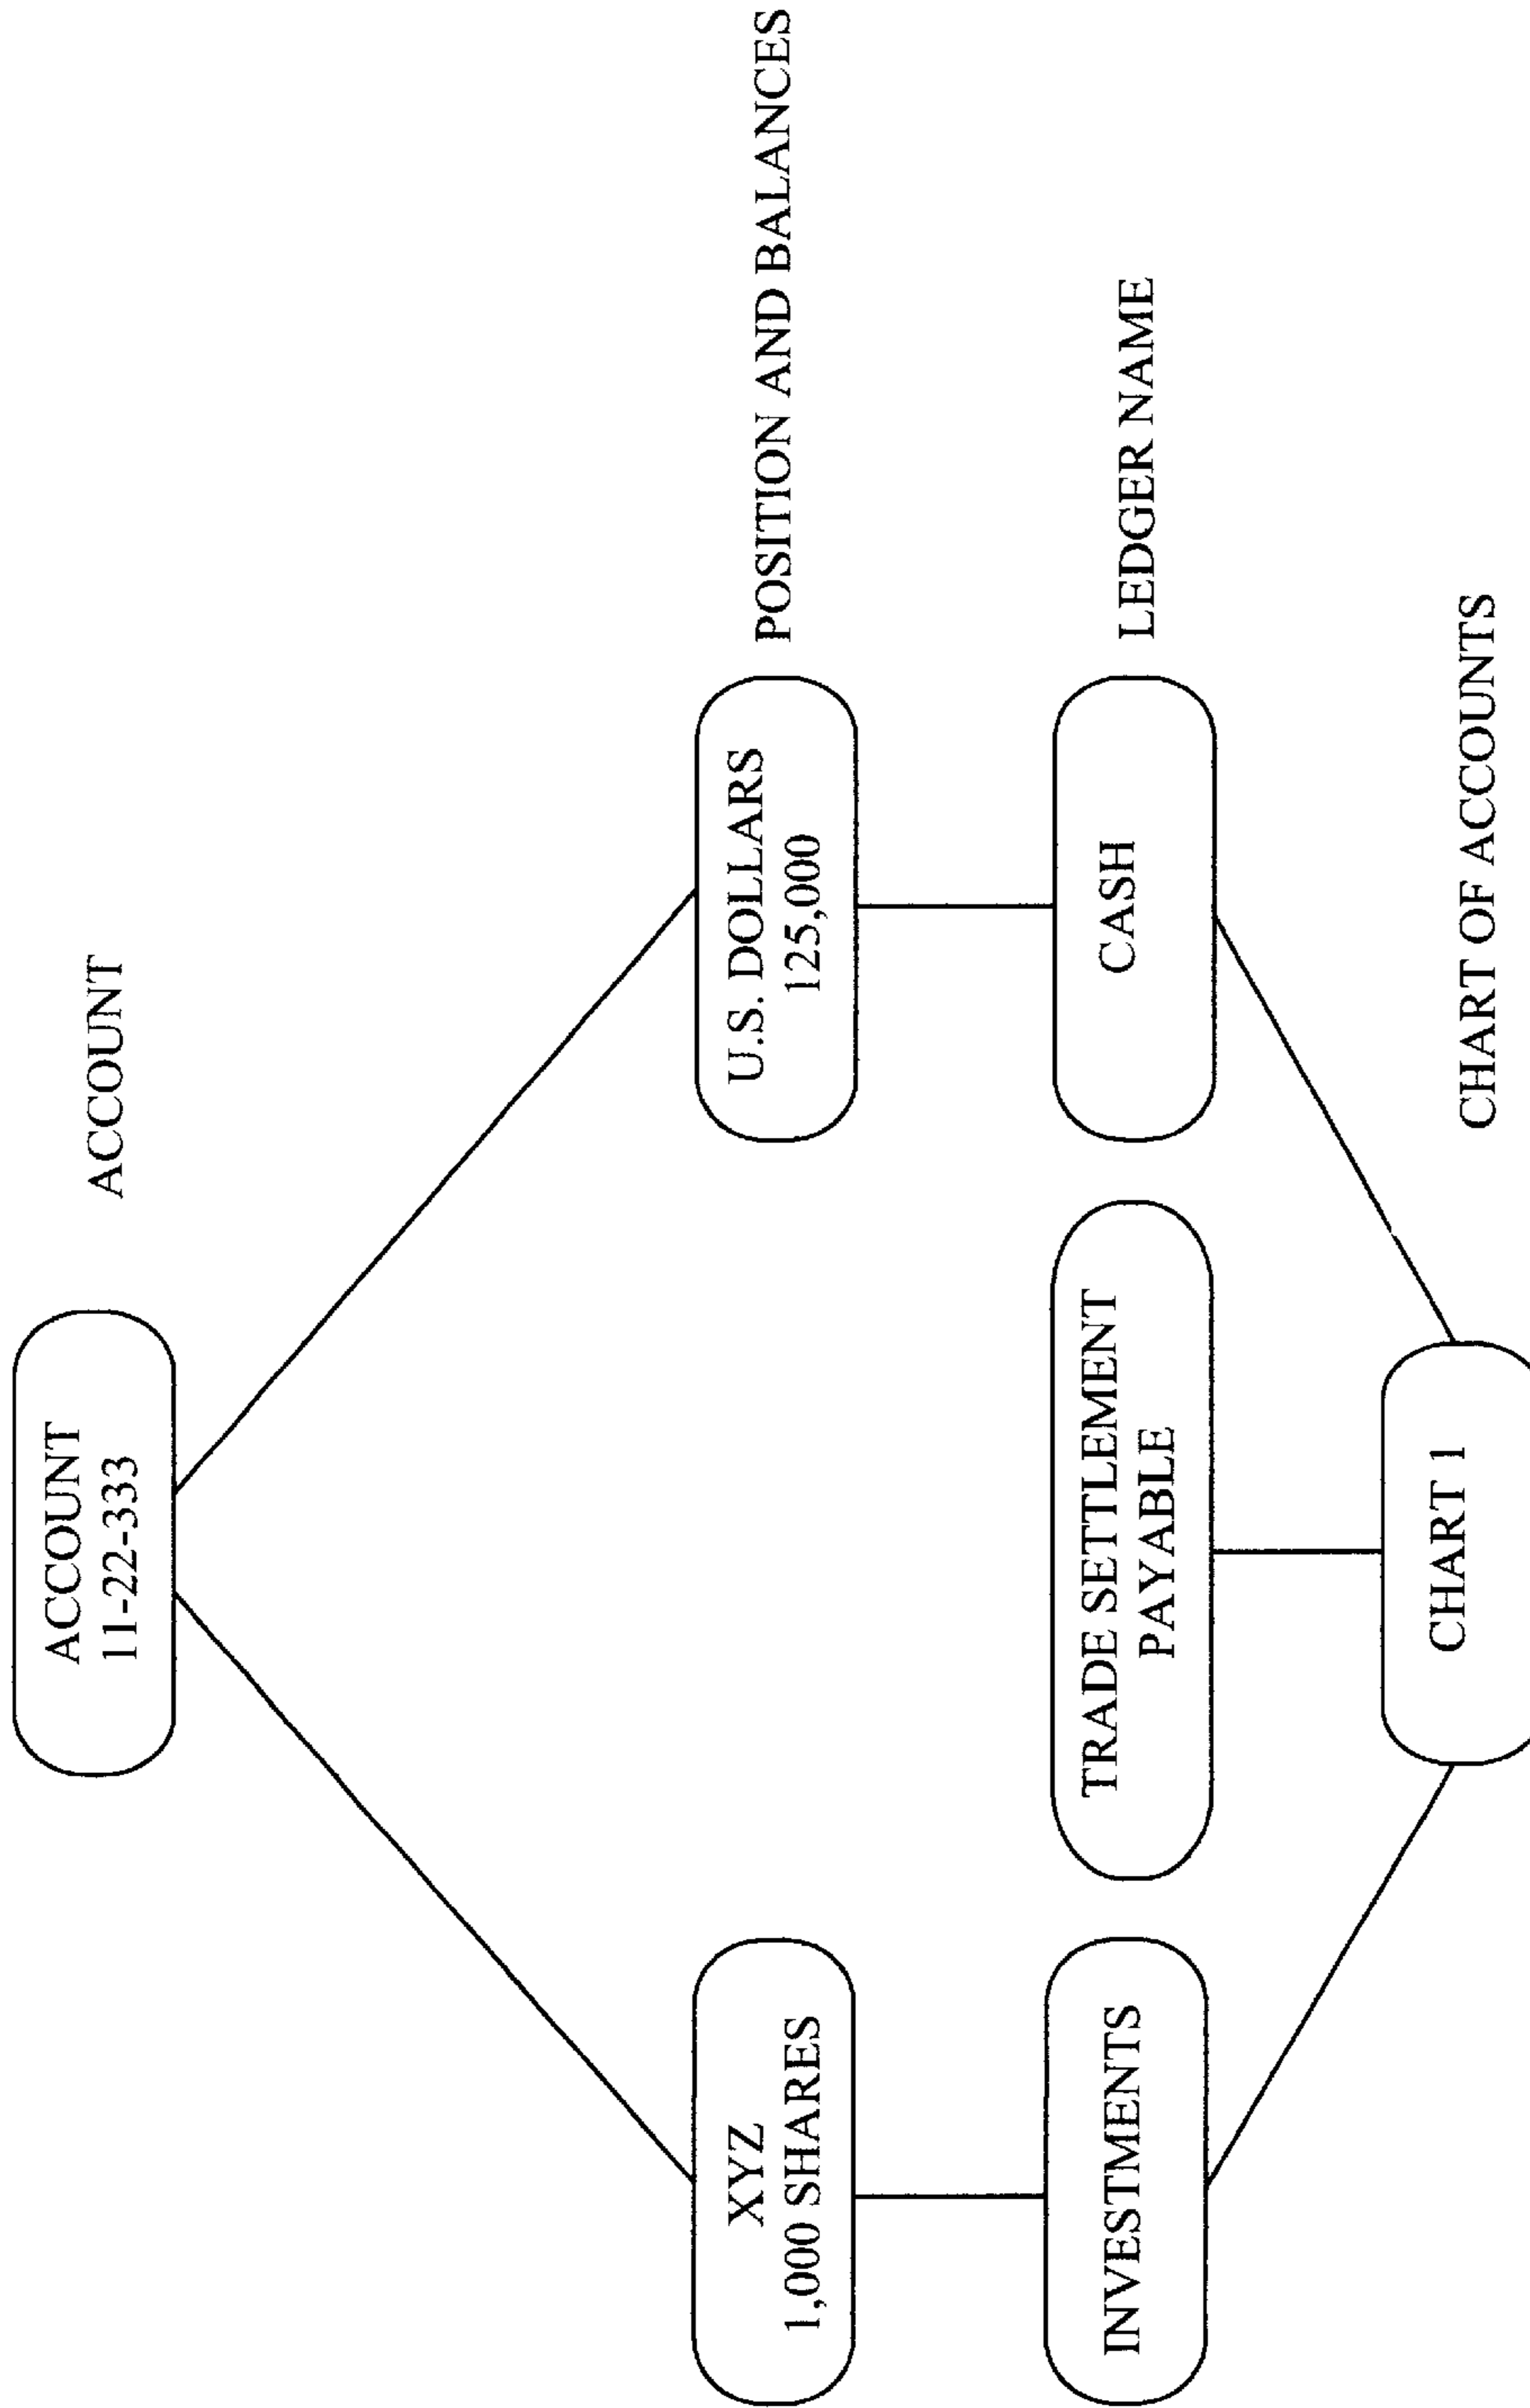 ACCOUNT
11-22-333
ACCOUNT
XYZ
1,000 SHARES
U.S. DOLLARS
125,000
POSITION AND BALANCES
INVESTMENTS
TRADE SETTLEMENT
PAYABLE
CASH
LEDGER NAME
CHART 1
CHART OF ACCOUNTS